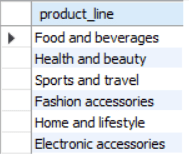 product_line
Food and beverages
Health and beauty
Sports and travel
Fashion accessories
Home and lifestyle
Electronic accessories